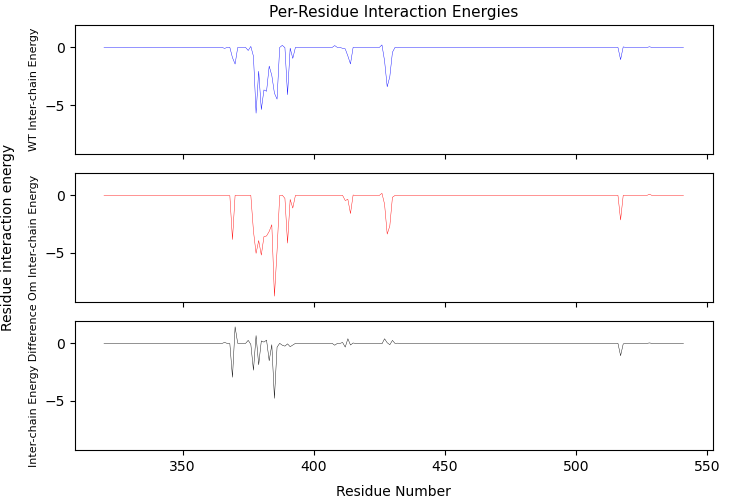 Per-Residue Interaction Energies
Residue interaction energy
WT Inter-chain Energy
0
−5
Om Inter-chain Energy
0
−5
Inter-chain Energy Difference
0
−5
350
400
450
500
550
Residue Number